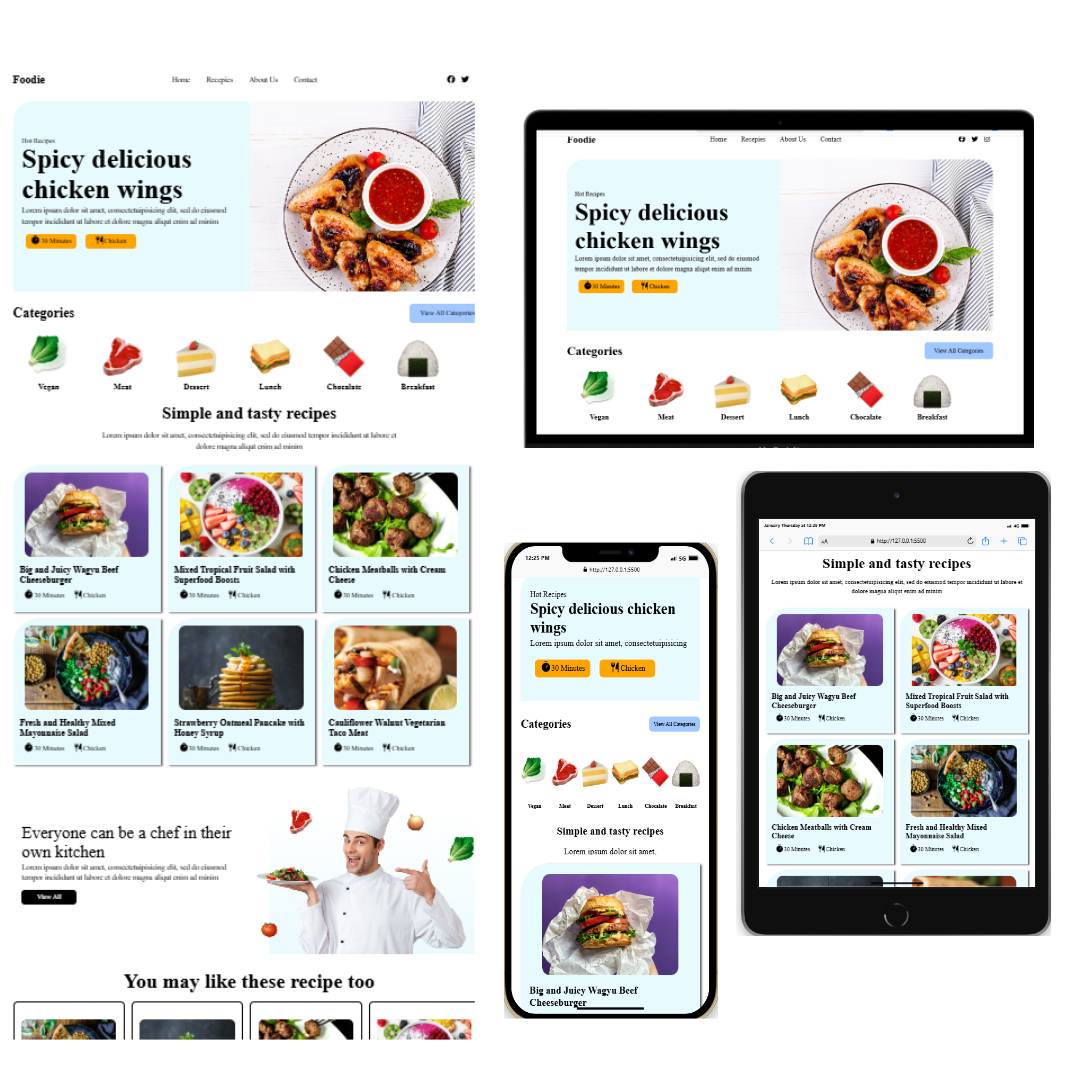 Foodie
Home Recepies About Us Contact
Hot Recipes
Spicy delicious
chicken wings
Lorem ipsum dolor sit amet, consectetuipisicing elit, sed do eiusmod
tempor incididunt ut labore et dolore magna aliqut enim ad minim
30 Minutes Chicken
Categories
View All Categories
Vegan Meat Dessert Lunch Chocalate Breakfast
Simple and tasty recipes
Lorem ipsum dolor sit amet, consectetuipisicing elit, sed do eiusmod tempor incididunt ut labore et
dolore magna aliqut enim ad minim
Big and Juicy Wagyu Beef
Cheeseburger
30 Minutes Chicken
Mixed Tropical Fruit Salad with
Superfood Boosts
30 Minutes Chicken
Chicken Meatballs with Cream
Cheese
30 Minutes Chicken
Fresh and Healthy Mixed
Mayonnaise Salad
30 Minutes Chicken
Strawberry Oatmeal Pancake with
Honey Syrup
30 Minutes Chicken
Cauliflower Walnut Vegetarian
Taco Meat
30 Minutes Chicken
Everyone can be a chef in their
own kitchen
Lorem ipsum dolor sit amet, consectetuipisicing elit, sed do eiusmod
tempor incididunt ut labore et dolore magna aliqut enim ad minim
View All
You may like these recipe too
Foodie
Home Recepies About Us Contact
Hot Recipes
Spicy delicious
chicken wings
Lorem ipsum dolor sit amet, consectetuipisicing elit, sed do eiusmod
tempor incididunt ut labore et dolore magna aliqut enim ad minim
30 Minutes Chicken
Categories
View All Categories
Vegan Meat Dessert Lunch Chocalate Breakfast
12:25 PM 5G
http://127.0.0.1:5500
Hot Recipes
Spicy delicious chicken
wings
Lorem ipsum dolor sit amet, consectetuipisicing
30 Minutes Chicken
Categories
View All Categories
Vegan Meat Dessert Lunch Chocalate Breakfast
Simple and tasty recipes
Lorem ipsum dolor sit amet,
Big and Juicy Wagyu Beef
Cheeseburger
January Thursday at 12:25 PM 4G
AA http://127.0.0.1:5500
Simple and tasty recipes
Lorem ipsum dolor sit amet, consectetuipisicing elit, sed do eiusmod tempor incididunt ut labore et
dolore magna aliqut enim ad minim
Big and Juicy Wagyu Beef
Cheeseburger
30 Minutes Chicken
Mixed Tropical Fruit Salad with
Superfood Boosts
30 Minutes Chicken
Chicken Meatballs with Cream
Cheese
30 Minutes Chicken
Fresh and Healthy Mixed
Mayonnaise Salad
30 Minutes Chicken